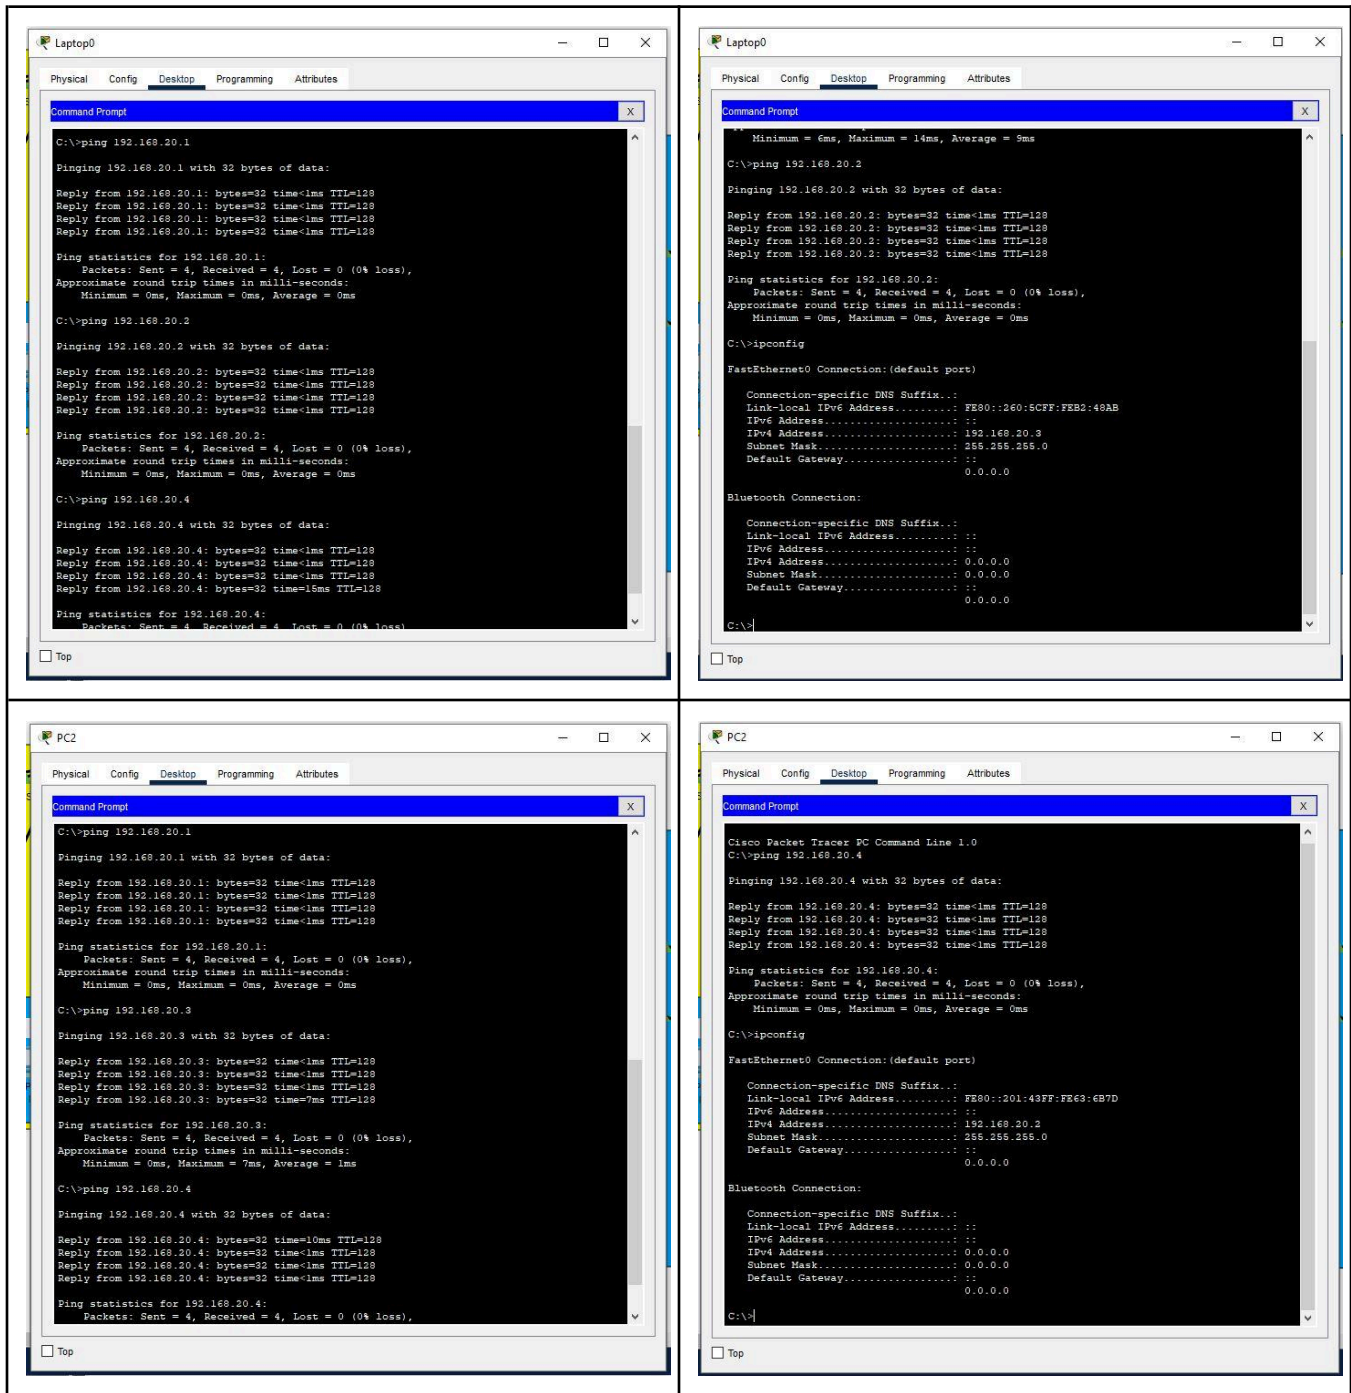 Laptop0
Physical Config Desktop Programming Attributes
Command Prompt
X
C:\>ping 192.168.20.1
Pinging 192.168.20.1 with 32 bytes of data:
Reply from 192.168.20.1: bytes=32 time<1ms TTL=128
Reply from 192.168.20.1: bytes=32 time<1ms TTL=128
Reply from 192.168.20.1: bytes=32 time<1ms TTL=128
Reply from 192.168.20.1: bytes=32 time<1ms TTL=128
Ping statistics for 192.168.20.1:
Packets: Sent = 4, Received = 4, Lost = 0 (0% loss),
Approximate round trip times in milli-seconds:
Minimum = 0ms, Maximum = 0ms, Average = 0ms
C:\>ping 192.168.20.2
Pinging 192.168.20.2 with 32 bytes of data:
Reply from 192.168.20.2: bytes=32 time<1ms TTL=128
Reply from 192.168.20.2: bytes=32 time<1ms TTL=128
Reply from 192.168.20.2: bytes=32 time<1ms TTL=128
Reply from 192.168.20.2: bytes=32 time<1ms TTL=128
Ping statistics for 192.168.20.2:
Packets: Sent = 4, Received = 4, Lost = 0 (0% loss),
Approximate round trip times in milli-seconds:
Minimum = 0ms, Maximum = 0ms, Average = 0ms
C:\>ping 192.168.20.4
Pinging 192.168.20.4 with 32 bytes of data:
Reply from 192.168.20.4: bytes=32 time<1ms TTL=128
Reply from 192.168.20.4: bytes=32 time<1ms TTL=128
Reply from 192.168.20.4: bytes=32 time<1ms TTL=128
Reply from 192.168.20.4: bytes=32 time=15ms TTL=128
Ping statistics for 192.168.20.4:
Packets: Sent = 4, Received = 4, Lost = 0 (0% loss)
Top
Laptop0
Physical Config Desktop Programming Attributes
Command Prompt
X
Minimum = 6ms, Maximum = 14ms, Average = 9ms
C:\>ping 192.168.20.2
Pinging 192.168.20.2 with 32 bytes of data:
Reply from 192.168.20.2: bytes=32 time<1ms TTL=128
Reply from 192.168.20.2: bytes=32 time<1ms TTL=128
Reply from 192.168.20.2: bytes=32 time<1ms TTL=128
Reply from 192.168.20.2: bytes=32 time<1ms TTL=128
Ping statistics for 192.168.20.2:
Packets: Sent = 4, Received = 4, Lost = 0 (0% loss),
Approximate round trip times in milli-seconds:
Minimum = 0ms, Maximum = 0ms, Average = 0ms
C:\>ipconfig
FastEthernet0 Connection:(default port)
Connection-specific DNS Suffix..:
Link-local IPv6 Address.........: FE80::260:5CFF:FEB2:48AB
IPv6 Address....................: ::
IPv4 Address....................: 192.168.20.3
Subnet Mask.....................: 255.255.255.0
Default Gateway.................: ::
0.0.0.0
Bluetooth Connection:
Connection-specific DNS Suffix..:
Link-local IPv6 Address.........: ::
IPv6 Address....................: ::
IPv4 Address....................: 0.0.0.0
Subnet Mask.....................: 0.0.0.0
Default Gateway.................: ::
0.0.0.0
C:\>
Top
PC2
Physical Config Desktop Programming Attributes
Command Prompt
X
C:\>ping 192.168.20.1
Pinging 192.168.20.1 with 32 bytes of data:
Reply from 192.168.20.1: bytes=32 time<1ms TTL=128
Reply from 192.168.20.1: bytes=32 time<1ms TTL=128
Reply from 192.168.20.1: bytes=32 time<1ms TTL=128
Reply from 192.168.20.1: bytes=32 time<1ms TTL=128
Ping statistics for 192.168.20.1:
Packets: Sent = 4, Received = 4, Lost = 0 (0% loss),
Approximate round trip times in milli-seconds:
Minimum = 0ms, Maximum = 0ms, Average = 0ms
C:\>ping 192.168.20.3
Pinging 192.168.20.3 with 32 bytes of data:
Reply from 192.168.20.3: bytes=32 time<1ms TTL=128
Reply from 192.168.20.3: bytes=32 time<1ms TTL=128
Reply from 192.168.20.3: bytes=32 time<1ms TTL=128
Reply from 192.168.20.3: bytes=32 time=7ms TTL=128
Ping statistics for 192.168.20.3:
Packets: Sent = 4, Received = 4, Lost = 0 (0% loss),
Approximate round trip times in milli-seconds:
Minimum = 0ms, Maximum = 7ms, Average = 1ms
C:\>ping 192.168.20.4
Pinging 192.168.20.4 with 32 bytes of data:
Reply from 192.168.20.4: bytes=32 time=10ms TTL=128
Reply from 192.168.20.4: bytes=32 time<1ms TTL=128
Reply from 192.168.20.4: bytes=32 time<1ms TTL=128
Reply from 192.168.20.4: bytes=32 time<1ms TTL=128
Ping statistics for 192.168.20.4:
Packets: Sent = 4, Received = 4, Lost = 0 (0% loss),
Top
PC2
Physical Config Desktop Programming Attributes
Command Prompt
X
Cisco Packet Tracer PC Command Line 1.0
C:\>ping 192.168.20.4
Pinging 192.168.20.4 with 32 bytes of data:
Reply from 192.168.20.4: bytes=32 time<1ms TTL=128
Reply from 192.168.20.4: bytes=32 time<1ms TTL=128
Reply from 192.168.20.4: bytes=32 time<1ms TTL=128
Reply from 192.168.20.4: bytes=32 time<1ms TTL=128
Ping statistics for 192.168.20.4:
Packets: Sent = 4, Received = 4, Lost = 0 (0% loss),
Approximate round trip times in milli-seconds:
Minimum = 0ms, Maximum = 0ms, Average = 0ms
C:\>ipconfig
FastEthernet0 Connection:(default port)
Connection-specific DNS Suffix..:
Link-local IPv6 Address.........: FE80::201:43FF:FE63:6B7D
IPv6 Address....................: ::
IPv4 Address....................: 192.168.20.2
Subnet Mask.....................: 255.255.255.0
Default Gateway.................: ::
0.0.0.0
Bluetooth Connection:
Connection-specific DNS Suffix..:
Link-local IPv6 Address.........: ::
IPv6 Address....................: ::
IPv4 Address....................: 0.0.0.0
Subnet Mask.....................: 0.0.0.0
Default Gateway.................: ::
0.0.0.0
C:\>
Top